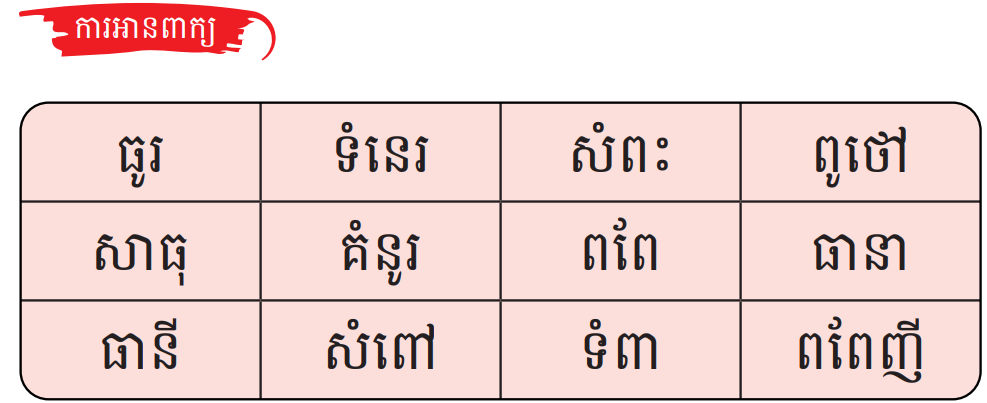 ការអានពាក្យ
ធូរ ទំនេរ សំពះ ពូថៅ
សាធុ គំនូរ ពពែ ធានា
ធានី សំពៅ ទំពា ពពែញី